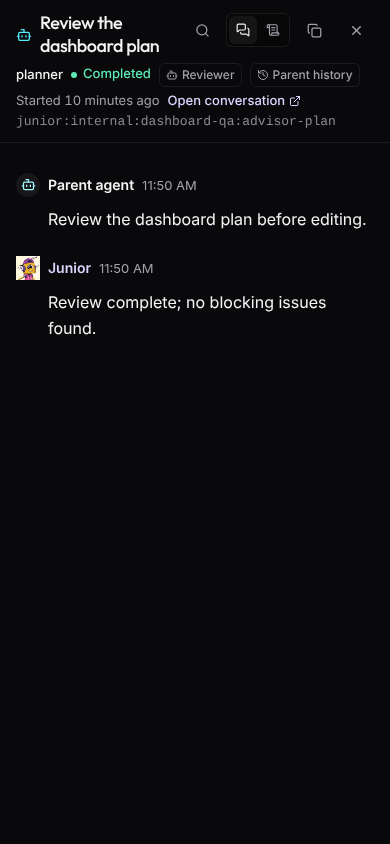 Review the
dashboard plan
planner Completed Reviewer Parent history
Started 10 minutes ago Open conversation
junior:internal:dashboard-qa:advisor-plan
Parent agent 11:50 AM
Review the dashboard plan before editing.
Junior 11:50 AM
Review complete; no blocking issues
found.